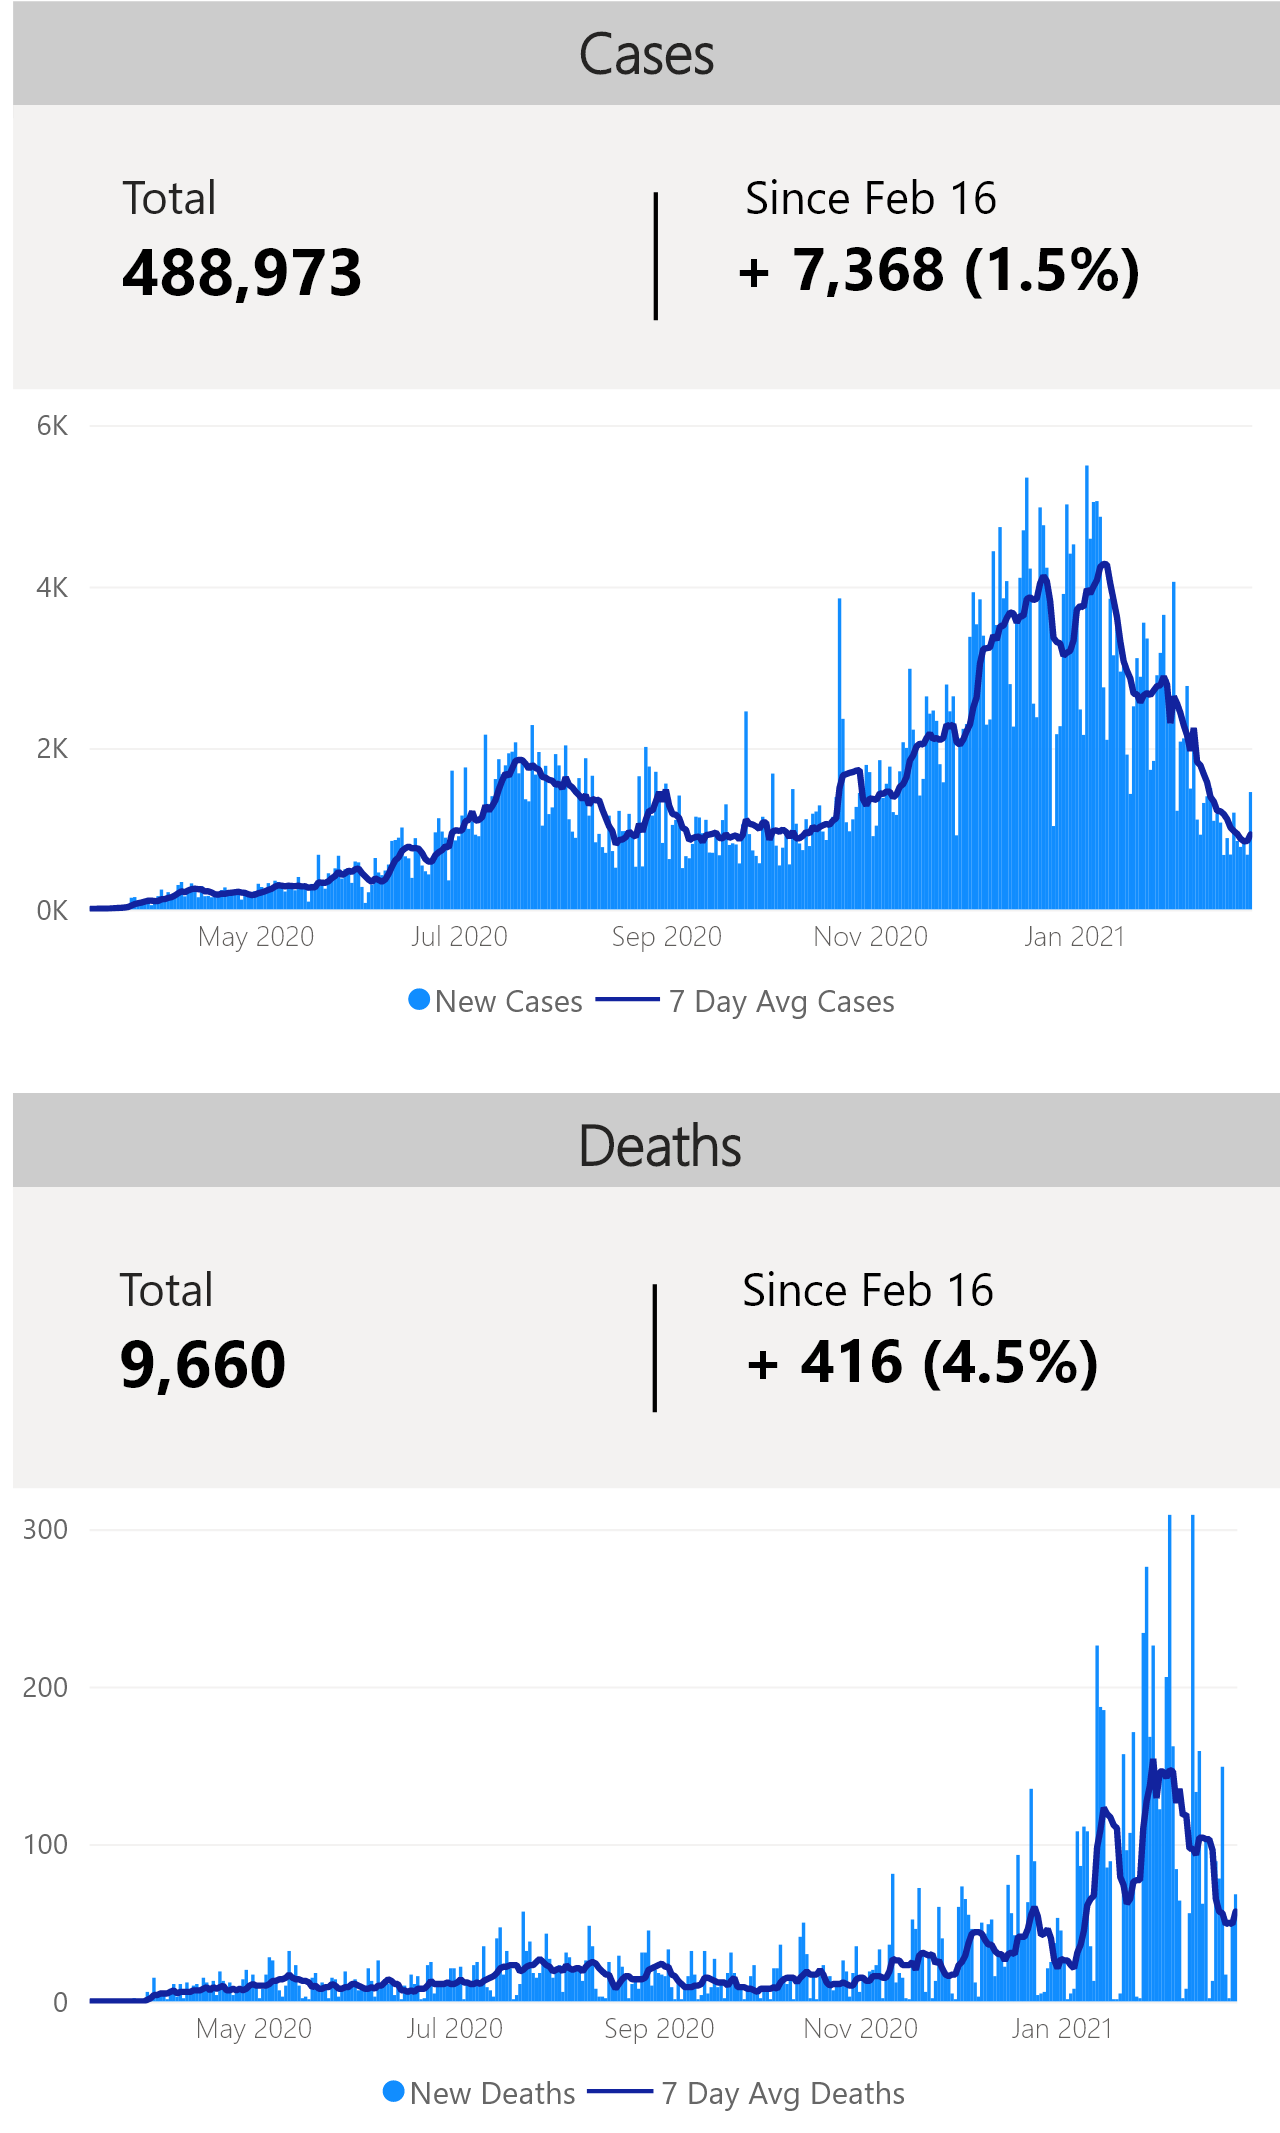 Cases
Total
Since Feb 16
488,973
+ 7,368 (1.5%)
6K
4K
2K
0K
May 2020
Jul 2020
Sep 2020
Nov 2020
Jan 2021
New Cases
7 Day Avg Cases
Deaths
Total
Since Feb 16
9,660
+ 416 (4.5%)
300
200
100
0
May 2020
Jul 2020
Sep 2020
Nov 2020
Jan 2021
New Deaths
7 Day Avg Deaths